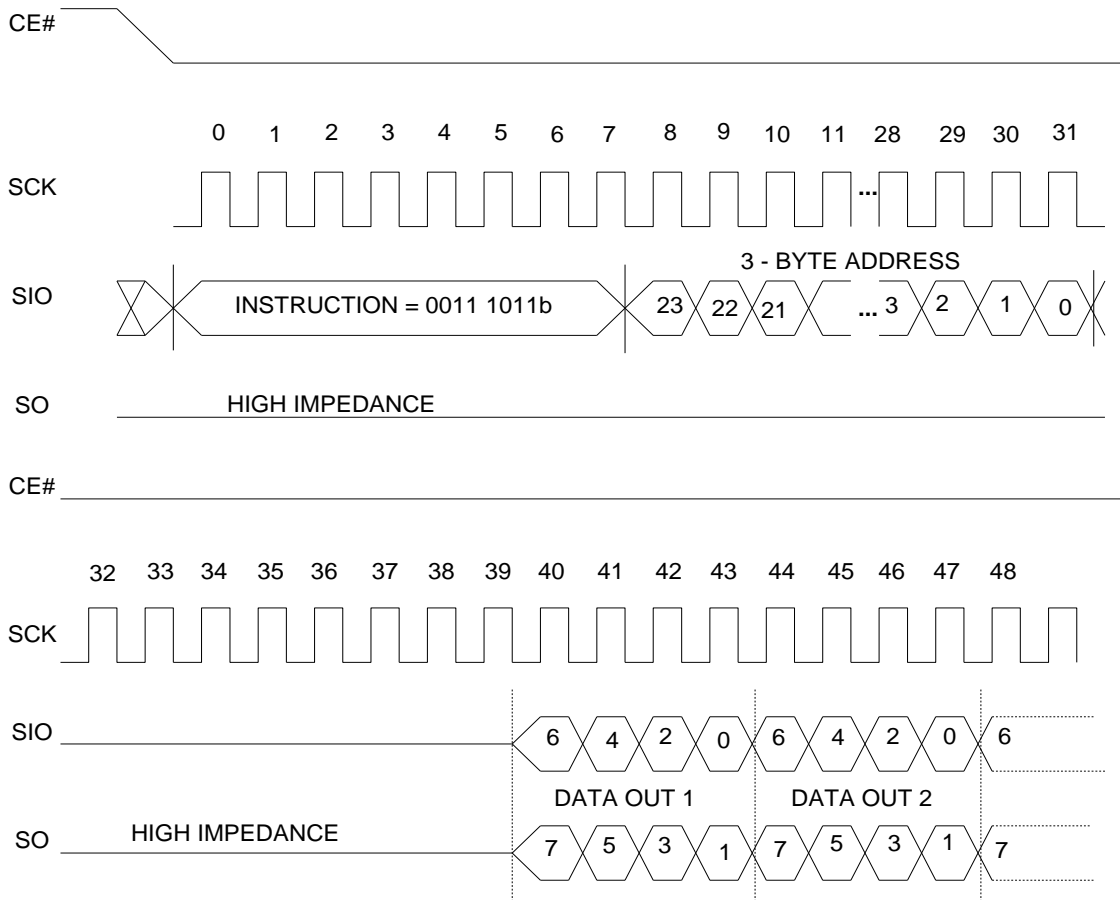 CE#
0 1 2 3 4 5 6 7 8 9 10 11 28 29 30 31
SCK
...
3 - BYTE ADDRESS
SIO
INSTRUCTION = 0011 1011b
23 22 21 ... 3 2 1 0
SO
HIGH IMPEDANCE
CE#
32 33 34 35 36 37 38 39 40 41 42 43 44 45 46 47 48
SCK
SIO
6 4 2 0 6 4 2 0 6
DATA OUT 1 DATA OUT 2
SO
HIGH IMPEDANCE
7 5 3 1 7 5 3 1 7